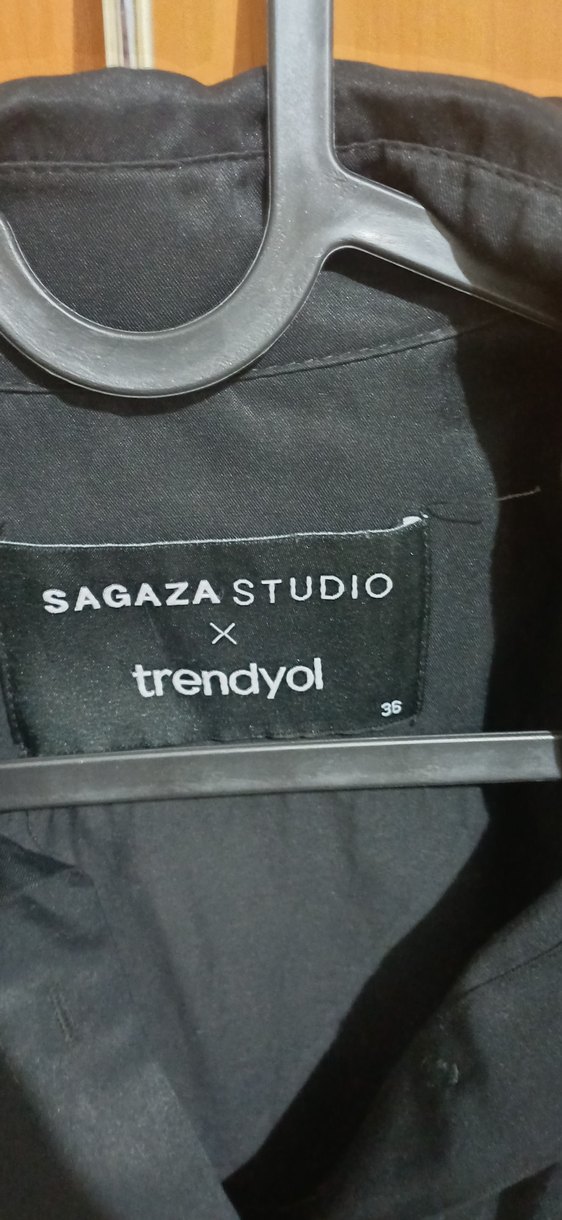 SAGAZA STUDIO
×
trendyol
36